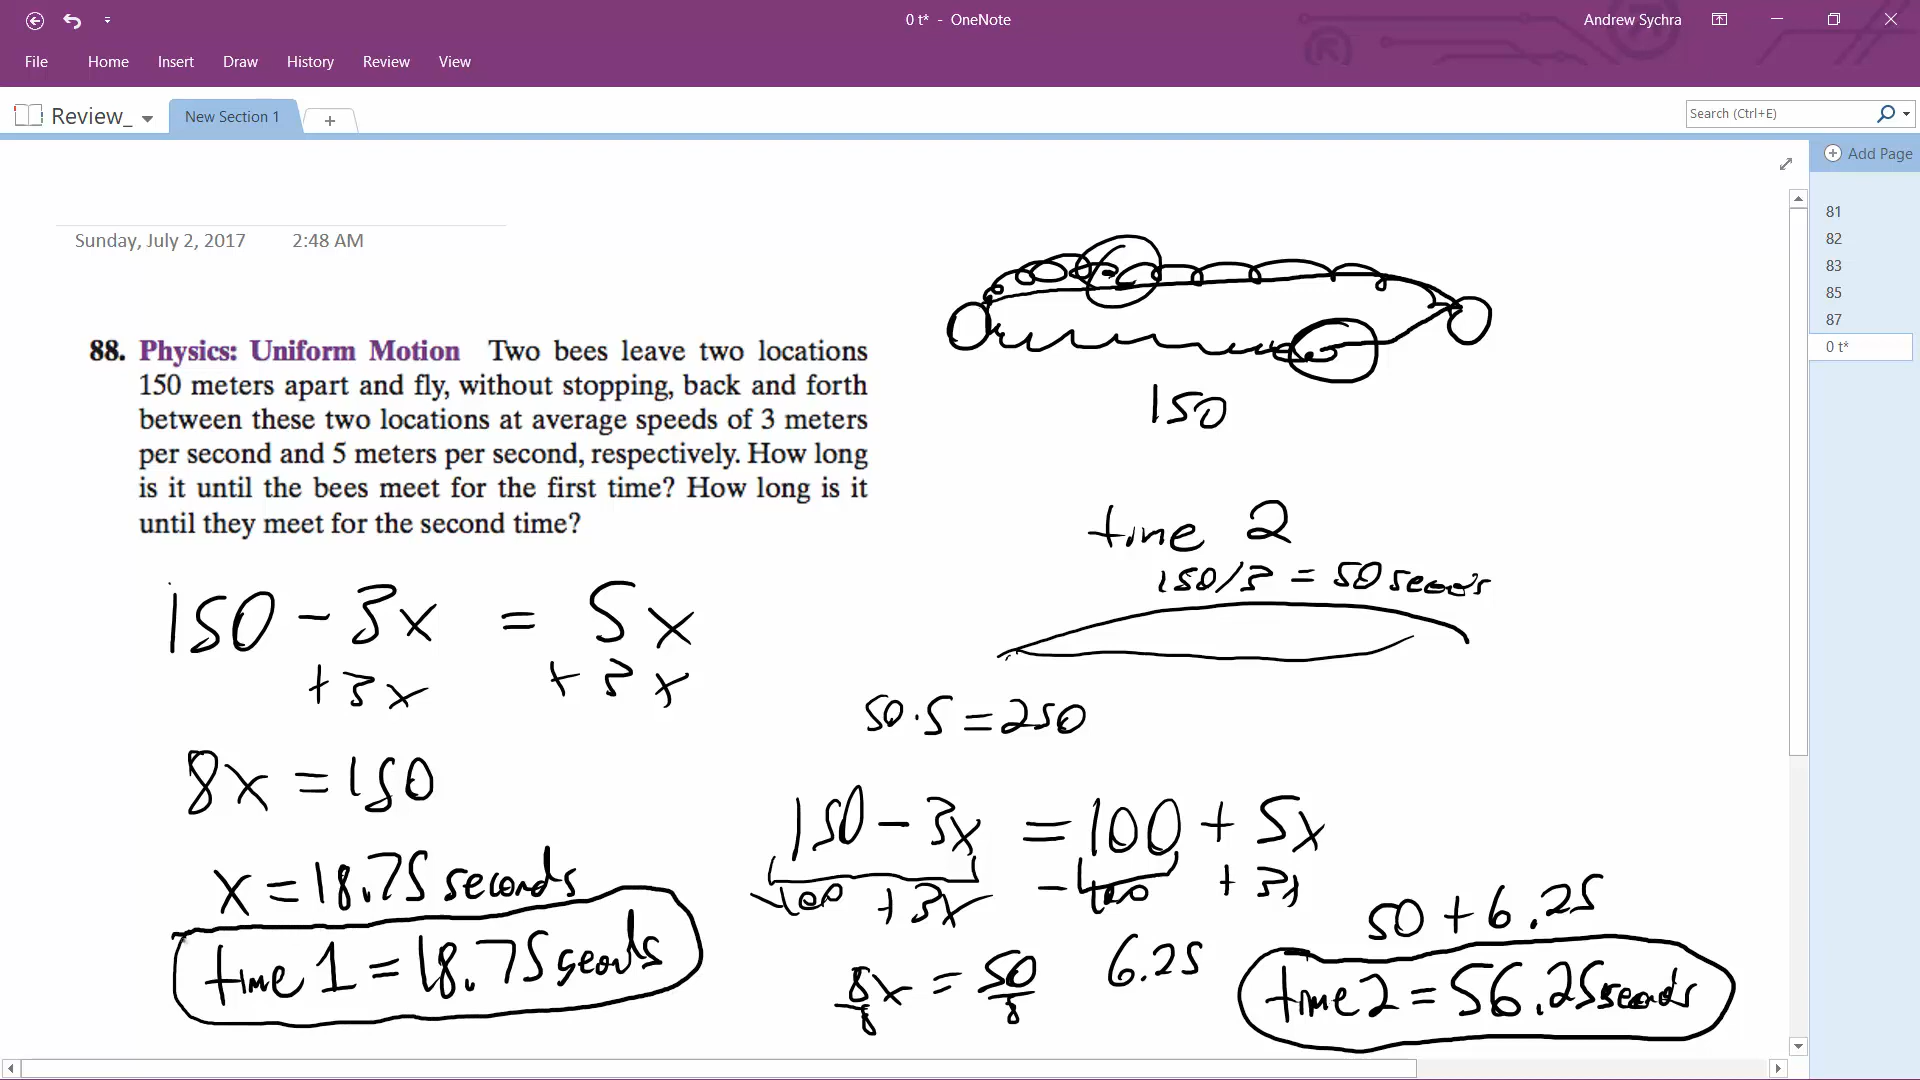 0 t* - OneNote
Andrew Sychra
File Home Insert Draw History Review View
Review_ New Section 1 +
Search (Ctrl+E)
Add Page
81
82
83
85
87
0 t*
Sunday, July 2, 2017 2:48 AM
88. Physics: Uniform Motion Two bees leave two locations
150 meters apart and fly, without stopping, back and forth
between these two locations at average speeds of 3 meters
per second and 5 meters per second, respectively. How long
is it until the bees meet for the first time? How long is it
until they meet for the second time?
150 - 3x = 5x
+3x +3x
8x = 150
x = 18.75 seconds
time 1 = 18.75 seconds
150
time 2
150/3 = 50 seconds
50·5 = 250
150 - 3x = 100 + 5x
-100 +3x -100 +3x
8x = 50
8 8
6.25
50 + 6.25
time 2 = 56.25 seconds